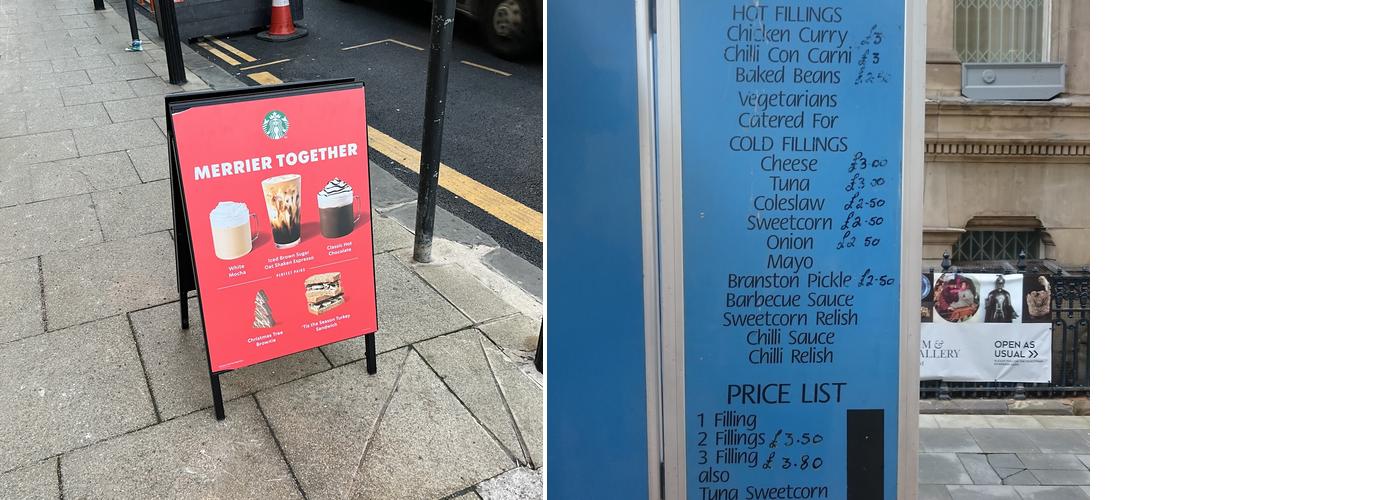 MERRIER TOGETHER
White
Mocha
Iced Brown Sugar
Oat Shaken Espresso
Classic Hot
Chocolate
PERFECT PAIRS
Christmas Tree
Brownie
'Tis the Season Turkey
Sandwich
HOT FILLINGS
Chicken Curry £3
Chilli Con Carni £3
Baked Beans £2.50
Vegetarians
Catered For
COLD FILLINGS
Cheese £3.00
Tuna £3.00
Coleslaw £2.50
Sweetcorn £2.50
Onion £2 50
Mayo
Branston Pickle £2.50
Barbecue Sauce
Sweetcorn Relish
Chilli Sauce
Chilli Relish
PRICE LIST
1 Filling
2 Fillings £3.50
3 Filling £3.80
also
Tuna Sweetcorn
M &
ALLERY
OPEN AS
USUAL >>